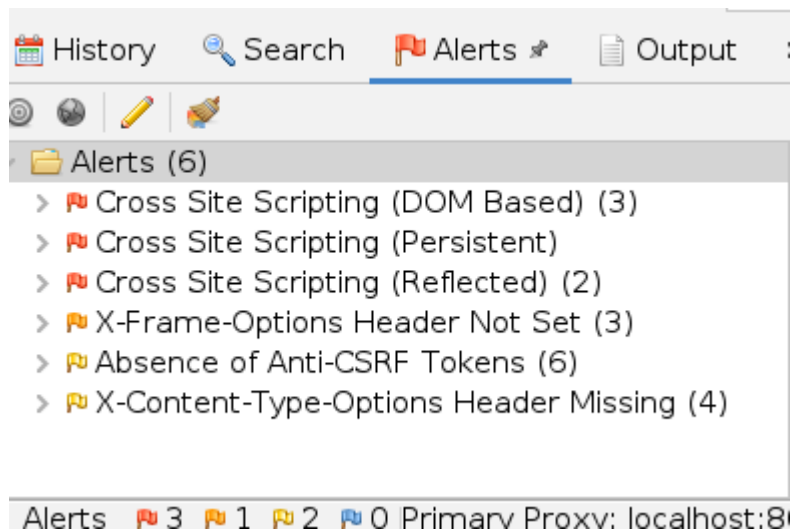 History Search Alerts Output
Alerts (6)
Cross Site Scripting (DOM Based) (3)
Cross Site Scripting (Persistent)
Cross Site Scripting (Reflected) (2)
X-Frame-Options Header Not Set (3)
Absence of Anti-CSRF Tokens (6)
X-Content-Type-Options Header Missing (4)
Alerts 3 1 2 0 Primary Proxy: localhost:8